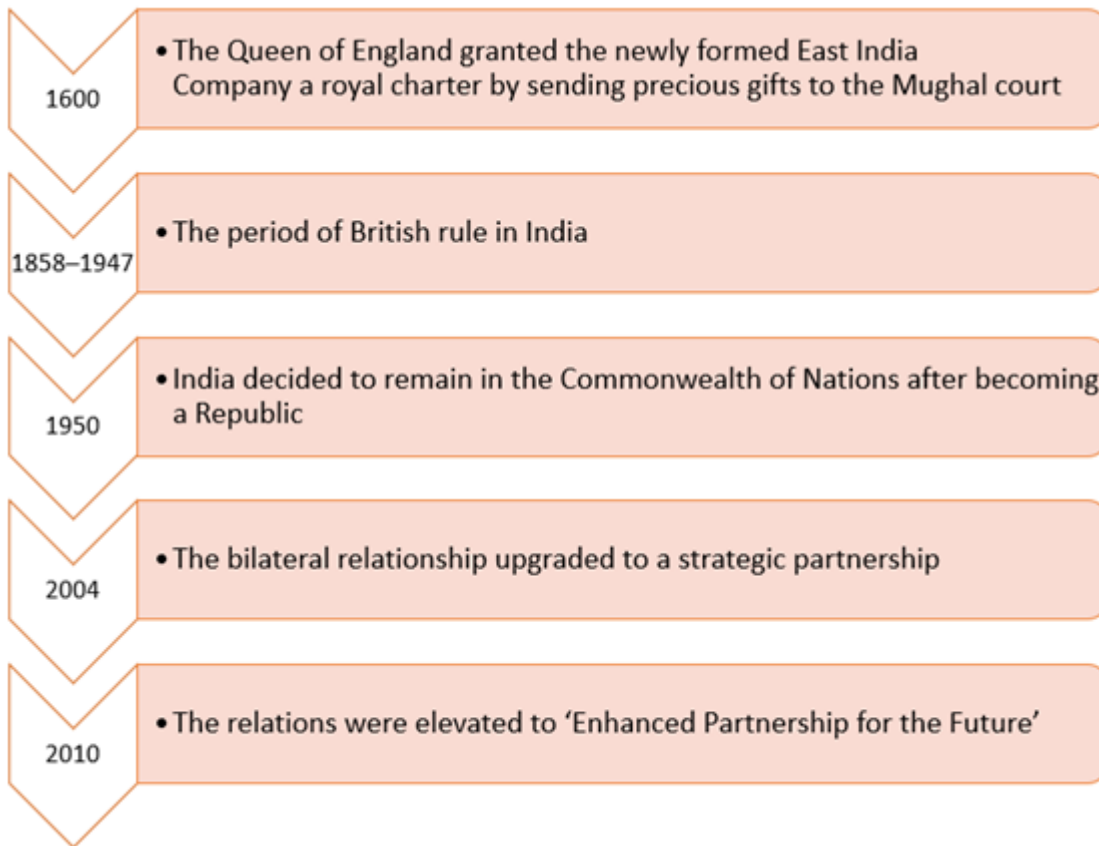 1600
• The Queen of England granted the newly formed East India
Company a royal charter by sending precious gifts to the Mughal court
1858–1947
• The period of British rule in India
1950
• India decided to remain in the Commonwealth of Nations after becoming
a Republic
2004
• The bilateral relationship upgraded to a strategic partnership
2010
• The relations were elevated to ‘Enhanced Partnership for the Future’